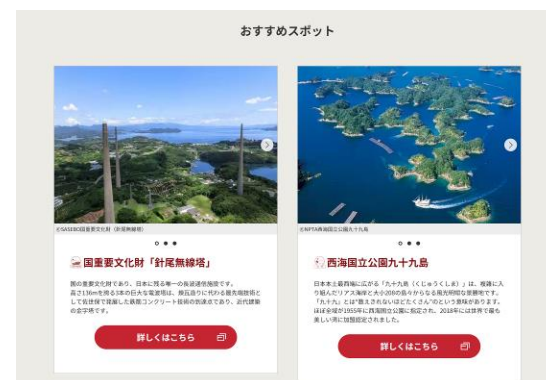 おすすめスポット
©SASEBO国重要文化財（針尾無線塔）
国重要文化財「針尾無線塔」
国の重要文化財であり、日本に残る唯一の長波通信施設です。
高さ136mを誇る3本の巨大な電波塔は、煉瓦造りに代わる最先端技術と
して佐世保で発展した鉄筋コンクリート技術の到達点であり、近代建築
の金字塔です。
詳しくはこちら
©NPTA西海国立公園九十九島
西海国立公園九十九島
日本本土最西端に広がる「九十九島（くじゅうくしま）」は、複雑に入
り組んだリアス海岸と大小208の島々からなる風光明媚な景勝地です。
「九十九」とは"数えきれないほどたくさん"のという意味があります。
ほぼ全域が1955年に西海国立公園に指定され、2018年には世界で最も
美しい湾に加盟認定されました。
詳しくはこちら